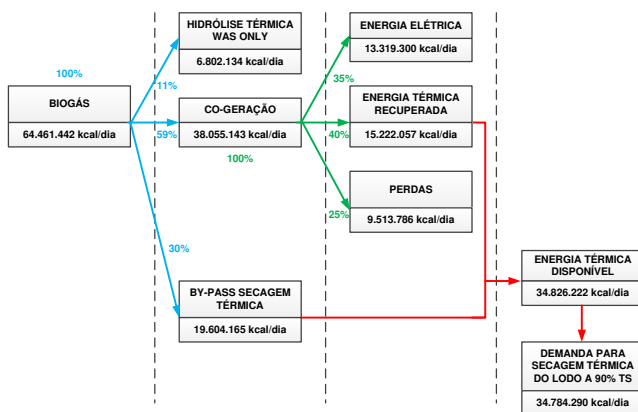 100%
BIOGÁS
64.461.442 kcal/dia
11%
59%
30%
HIDRÓLISE TÉRMICA
WAS ONLY
6.802.134 kcal/dia
CO-GERAÇÃO
38.055.143 kcal/dia
100%
BY-PASS SECAGEM
TÉRMICA
19.604.165 kcal/dia
35%
40%
25%
ENERGIA ELÉTRICA
13.319.300 kcal/dia
ENERGIA TÉRMICA
RECUPERADA
15.222.057 kcal/dia
PERDAS
9.513.786 kcal/dia
ENERGIA TÉRMICA
DISPONÍVEL
34.826.222 kcal/dia
DEMANDA PARA
SECAGEM TÉRMICA
DO LODO A 90% TS
34.784.290 kcal/dia